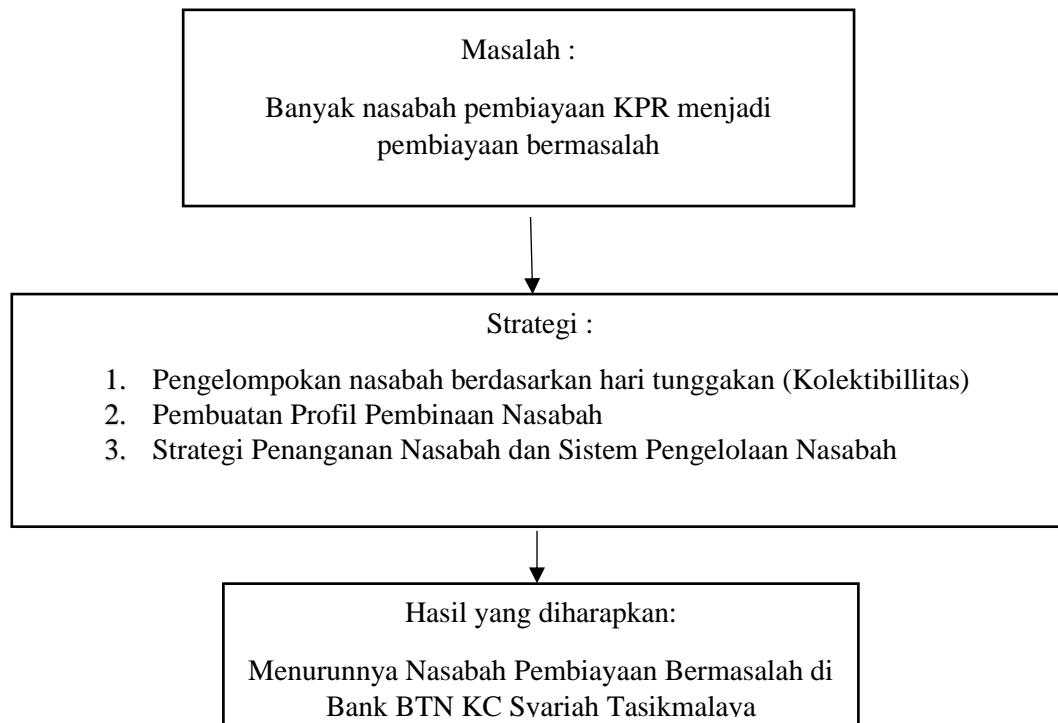 Masalah :
Banyak nasabah pembiayaan KPR menjadi
pembiayaan bermasalah
Strategi :
1. Pengelompokan nasabah berdasarkan hari tunggakan (Kolektibillitas)
2. Pembuatan Profil Pembinaan Nasabah
3. Strategi Penanganan Nasabah dan Sistem Pengelolaan Nasabah
Hasil yang diharapkan:
Menurunnya Nasabah Pembiayaan Bermasalah di
Bank BTN KC Syariah Tasikmalaya